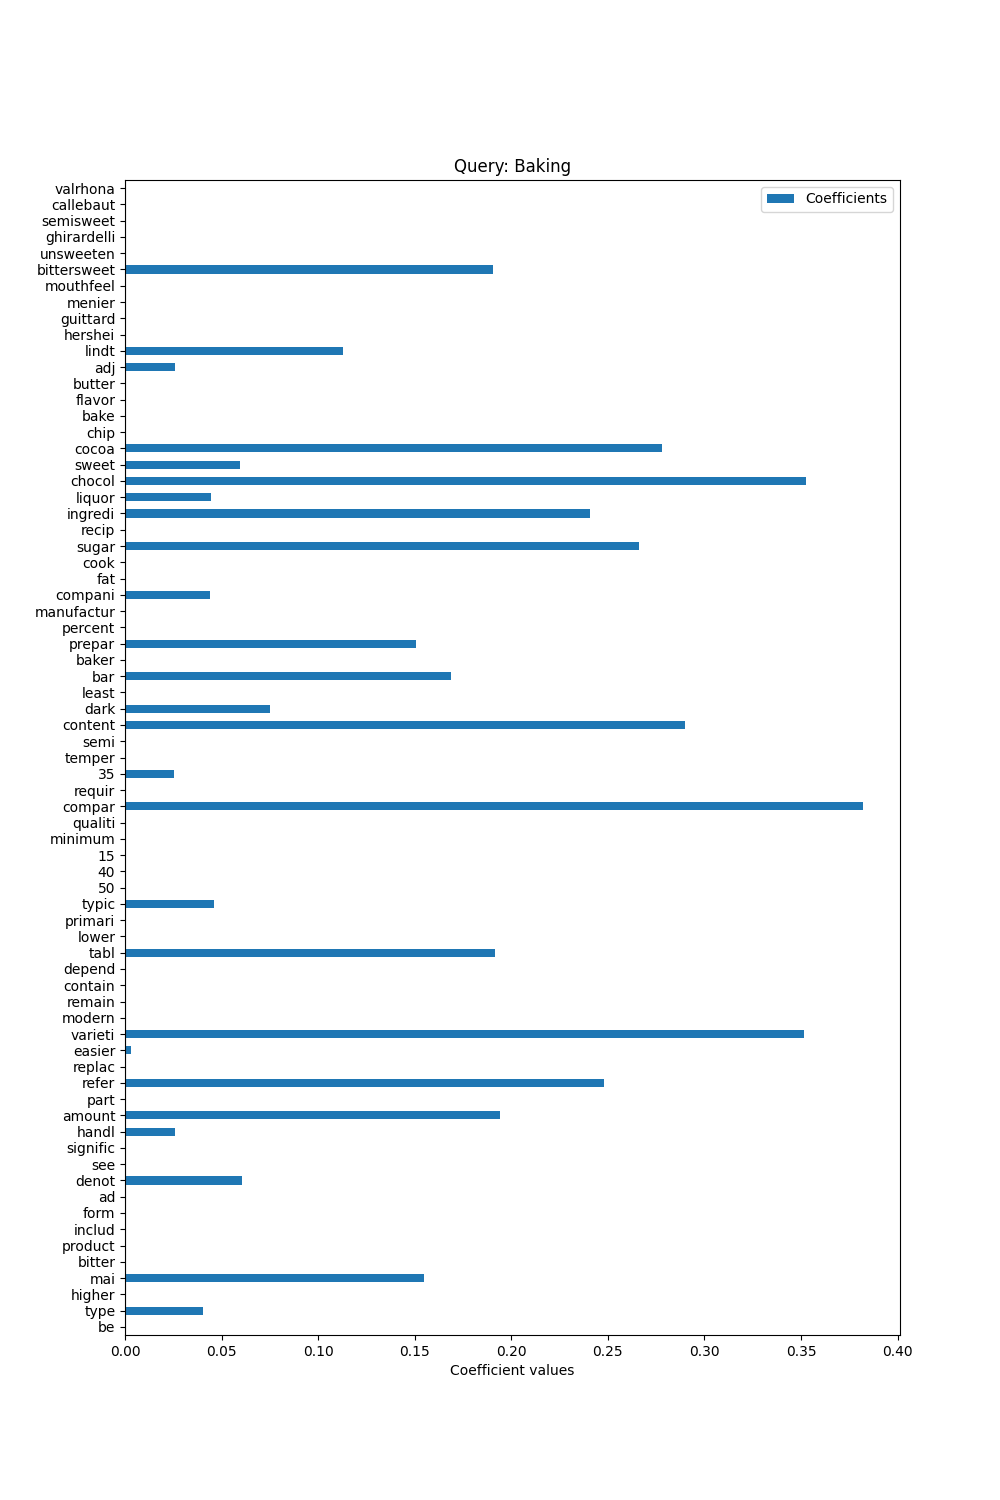 Query: Baking
Coefficients
valrhona
callebaut
semisweet
ghirardelli
unsweeten
bittersweet
mouthfeel
menier
guittard
hershei
lindt
adj
butter
flavor
bake
chip
cocoa
sweet
chocol
liquor
ingredi
recip
sugar
cook
fat
compani
manufactur
percent
prepar
baker
bar
least
dark
content
semi
temper
35
requir
compar
qualiti
minimum
15
40
50
typic
primari
lower
tabl
depend
contain
remain
modern
varieti
easier
replac
refer
part
amount
handl
signific
see
denot
ad
form
includ
product
bitter
mai
higher
type
be
0.00 0.05 0.10 0.15 0.20 0.25 0.30 0.35 0.40
Coefficient values